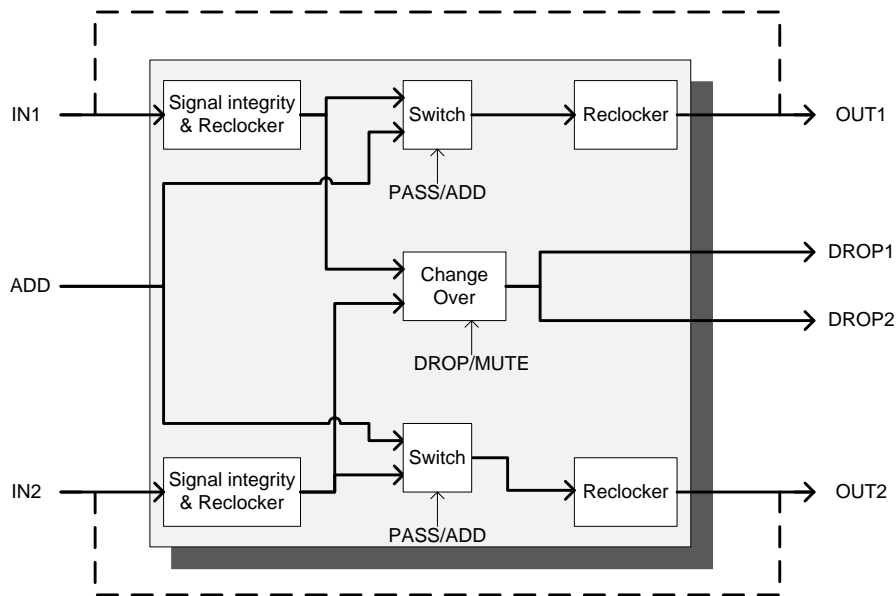 IN1
Signal integrity
& Reclocker
Switch
Reclocker
OUT1
PASS/ADD
ADD
Change
Over
DROP1
DROP2
DROP/MUTE
IN2
Signal integrity
& Reclocker
Switch
Reclocker
OUT2
PASS/ADD